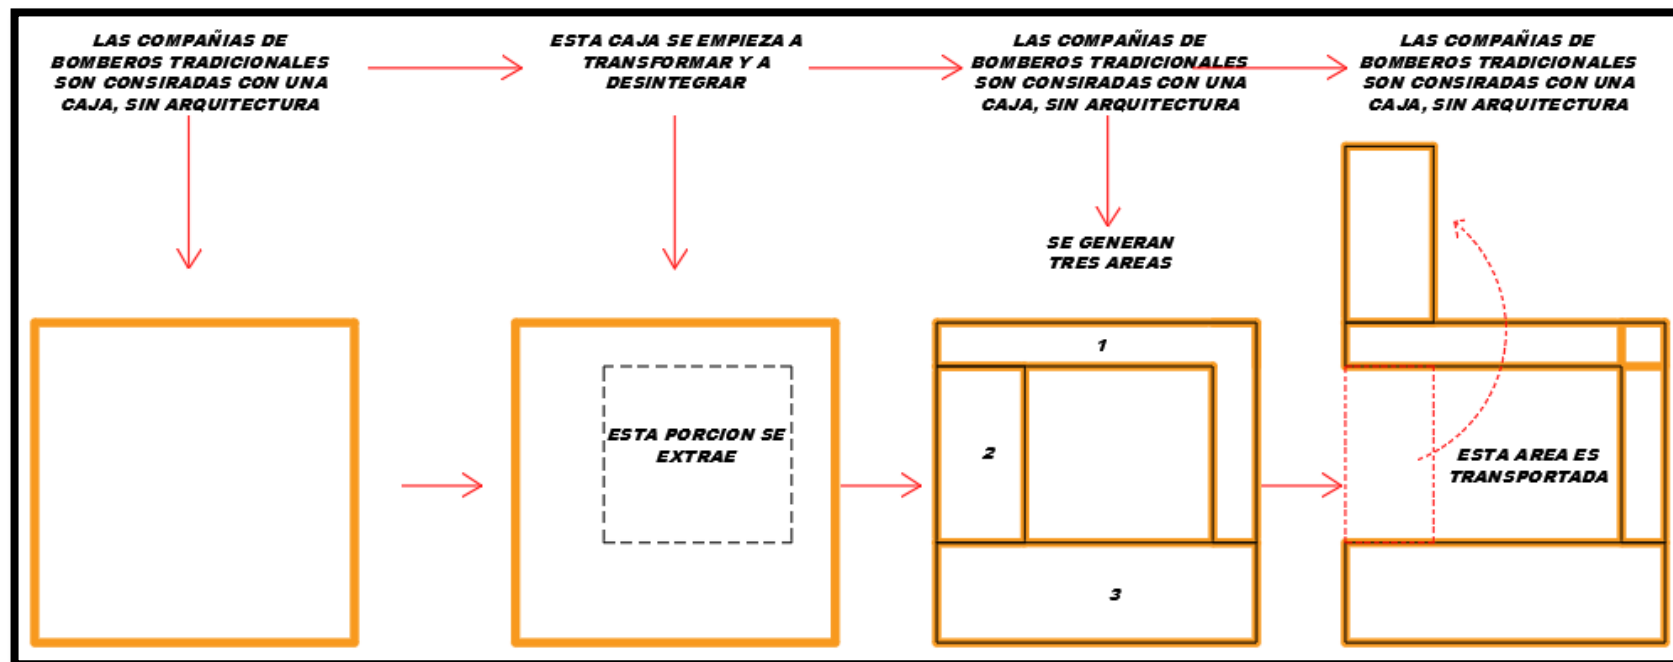 LAS COMPAÑIAS DE
BOMBEROS TRADICIONALES
SON CONSIRADAS CON UNA
CAJA, SIN ARQUITECTURA
ESTA CAJA SE EMPIEZA A
TRANSFORMAR Y A
DESINTEGRAR
LAS COMPAÑIAS DE
BOMBEROS TRADICIONALES
SON CONSIRADAS CON UNA
CAJA, SIN ARQUITECTURA
LAS COMPAÑIAS DE
BOMBEROS TRADICIONALES
SON CONSIRADAS CON UNA
CAJA, SIN ARQUITECTURA
SE GENERAN
TRES AREAS
ESTA PORCION SE
EXTRAE
1
2
3
ESTA AREA ES
TRANSPORTADA